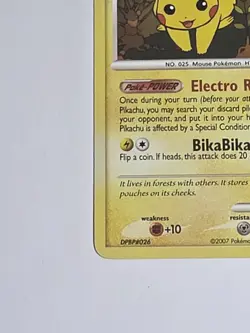 NO. 025. Mouse Pokémon. H
Poké-POWER Electro R
Once during your turn (before your
Pikachu, you may search your discard pil
your opponent, and put it into your h
Pikachu is affected by a Special Condition
BikaBika
Flip a coin. If heads, this attack does 20
It lives in forests with others. It stores
pouches on its cheeks.
weakness
resista
+10
DPBP#026
©2007 Pokém